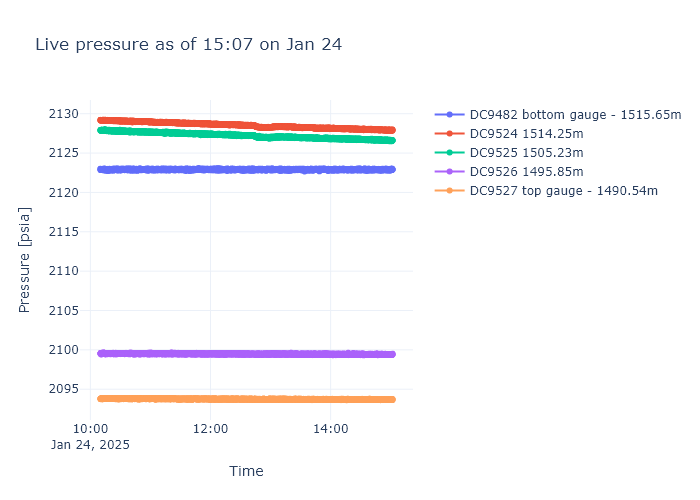 Live pressure as of 15:07 on Jan 24
DC9482 bottom gauge - 1515.65m
DC9524 1514.25m
DC9525 1505.23m
DC9526 1495.85m
DC9527 top gauge - 1490.54m
Pressure [psia]
2130
2125
2120
2115
2110
2105
2100
2095
10:00
Jan 24, 2025
12:00
14:00
Time